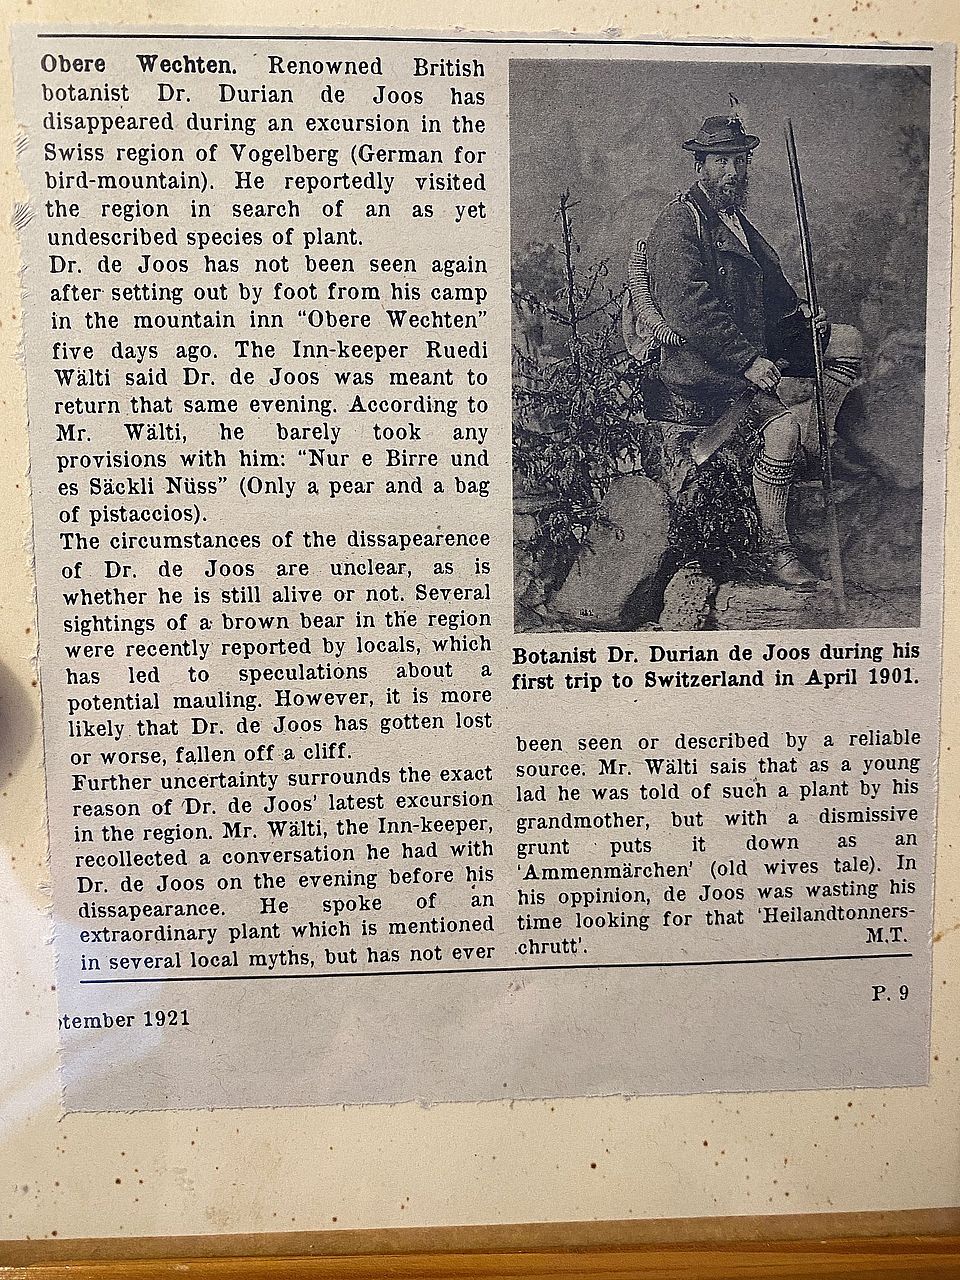 Obere Wechten. Renowned British
botanist Dr. Durian de Joos has
disappeared during an excursion in the
Swiss region of Vogelberg (German for
bird-mountain). He reportedly visited
the region in search of an as yet
undescribed species of plant.
Dr. de Joos has not been seen again
after setting out by foot from his camp
in the mountain inn "Obere Wechten"
five days ago. The Inn-keeper Ruedi
Wälti said Dr. de Joos was meant to
return that same evening. According to
Mr. Wälti, he barely took any
provisions with him: "Nur e Birre und
es Säckli Nüss" (Only a pear and a bag
of pistaccios).
The circumstances of the dissapearence
of Dr. de Joos are unclear, as is
whether he is still alive or not. Several
sightings of a brown bear in the region
were recently reported by locals, which
has led to speculations about a
potential mauling. However, it is more
likely that Dr. de Joos has gotten lost
or worse, fallen off a cliff.
Further uncertainty surrounds the exact
reason of Dr. de Joos' latest excursion
in the region. Mr. Wälti, the Inn-keeper,
recollected a conversation he had with
Dr. de Joos on the evening before his
dissapearance. He spoke of an
extraordinary plant which is mentioned
in several local myths, but has not ever
Botanist Dr. Durian de Joos during his
first trip to Switzerland in April 1901.
been seen or described by a reliable
source. Mr. Wälti sais that as a young
lad he was told of such a plant by his
grandmother, but with a dismissive
grunt puts it down as an
'Ammenmärchen' (old wives tale). In
his oppinion, de Joos was wasting his
time looking for that 'Heilandtonners-
chrutt'. M.T.
P. 9
tember 1921